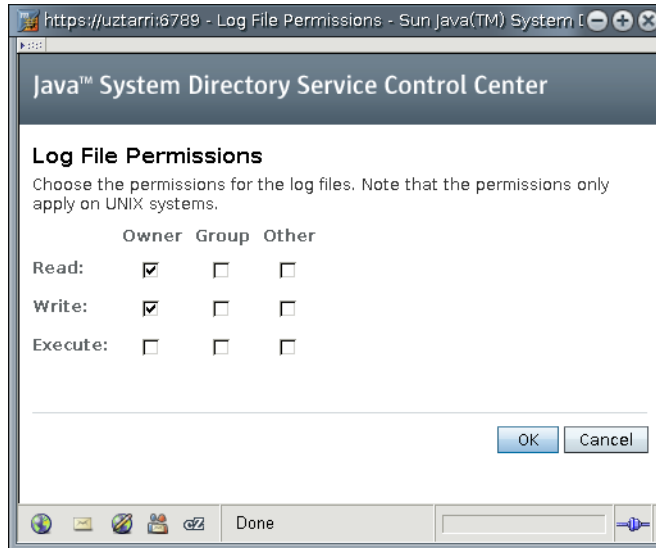 https://uztarri:6789 - Log File Permissions - Sun Java(TM) System
Java™ System Directory Service Control Center
Log File Permissions
Choose the permissions for the log files. Note that the permissions only
apply on UNIX systems.
Owner Group Other
Read:
Write:
Execute:
OK Cancel
Done